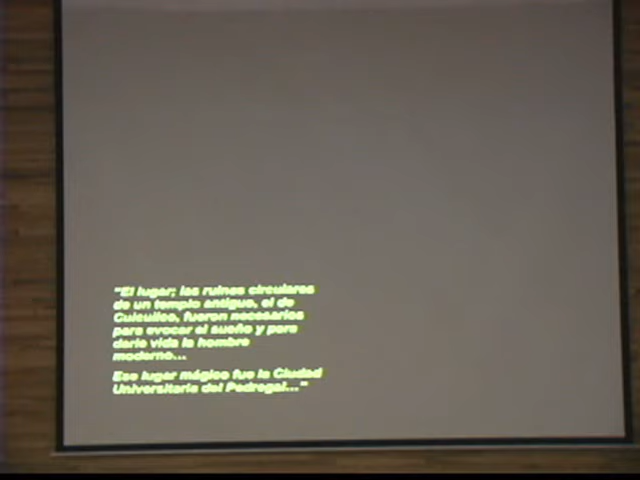 "El lugar; las ruinas circulares
de un templo antiguo, el de
Cuicuilco, fueron necesarias
para evocar el sueño y para
darle vida la hombre
moderno...
Ese lugar mágico fue la Ciudad
Universitaria del Pedregal..."